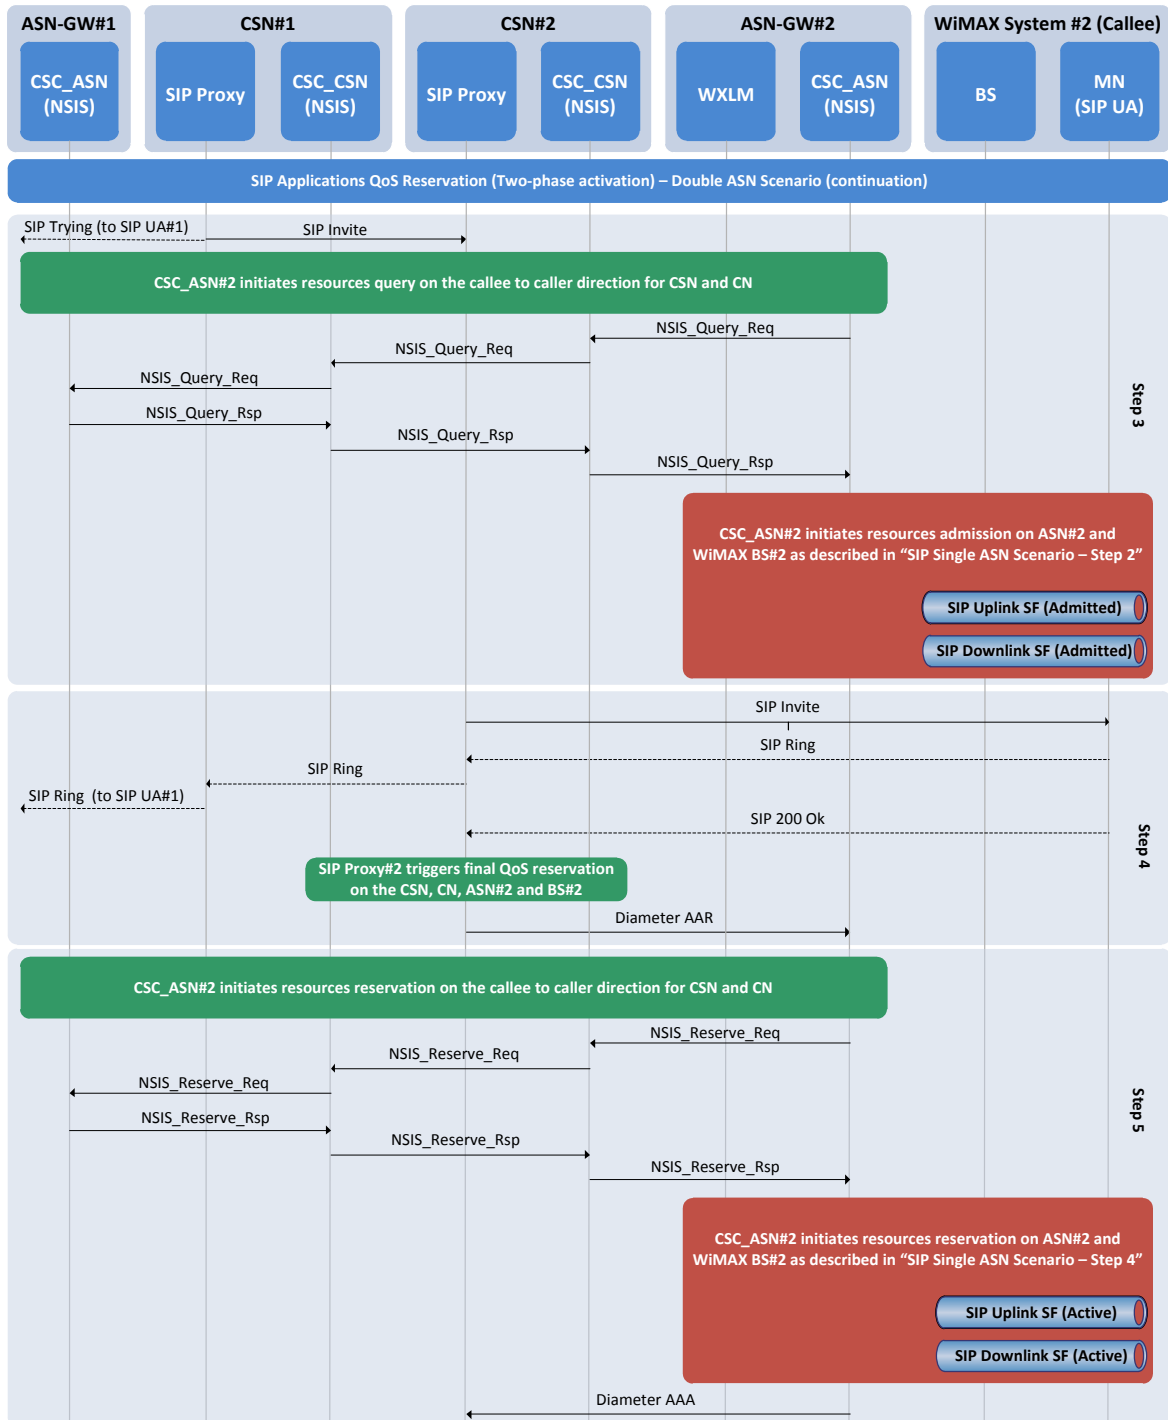 ASN-GW#1
CSN#1
CSN#2
ASN-GW#2
WiMAX System #2 (Callee)
CSC_ASN
(NSIS)
SIP Proxy
CSC_CSN
(NSIS)
SIP Proxy
CSC_CSN
(NSIS)
WXLM
CSC_ASN
(NSIS)
BS
MN
(SIP UA)
SIP Applications QoS Reservation (Two-phase activation) – Double ASN Scenario (continuation)
SIP Trying (to SIP UA#1)
SIP Invite
CSC_ASN#2 initiates resources query on the callee to caller direction for CSN and CN
NSIS_Query_Req
NSIS_Query_Req
NSIS_Query_Req
NSIS_Query_Rsp
NSIS_Query_Rsp
NSIS_Query_Rsp
Step 3
CSC_ASN#2 initiates resources admission on ASN#2 and
WiMAX BS#2 as described in “SIP Single ASN Scenario – Step 2”
SIP Uplink SF (Admitted)
SIP Downlink SF (Admitted)
SIP Invite
SIP Ring
SIP Ring
SIP Ring (to SIP UA#1)
SIP 200 Ok
Step 4
SIP Proxy#2 triggers final QoS reservation
on the CSN, CN, ASN#2 and BS#2
Diameter AAR
CSC_ASN#2 initiates resources reservation on the callee to caller direction for CSN and CN
NSIS_Reserve_Req
NSIS_Reserve_Req
NSIS_Reserve_Req
NSIS_Reserve_Rsp
NSIS_Reserve_Rsp
NSIS_Reserve_Rsp
Step 5
CSC_ASN#2 initiates resources reservation on ASN#2 and
WiMAX BS#2 as described in “SIP Single ASN Scenario – Step 4”
SIP Uplink SF (Active)
SIP Downlink SF (Active)
Diameter AAA